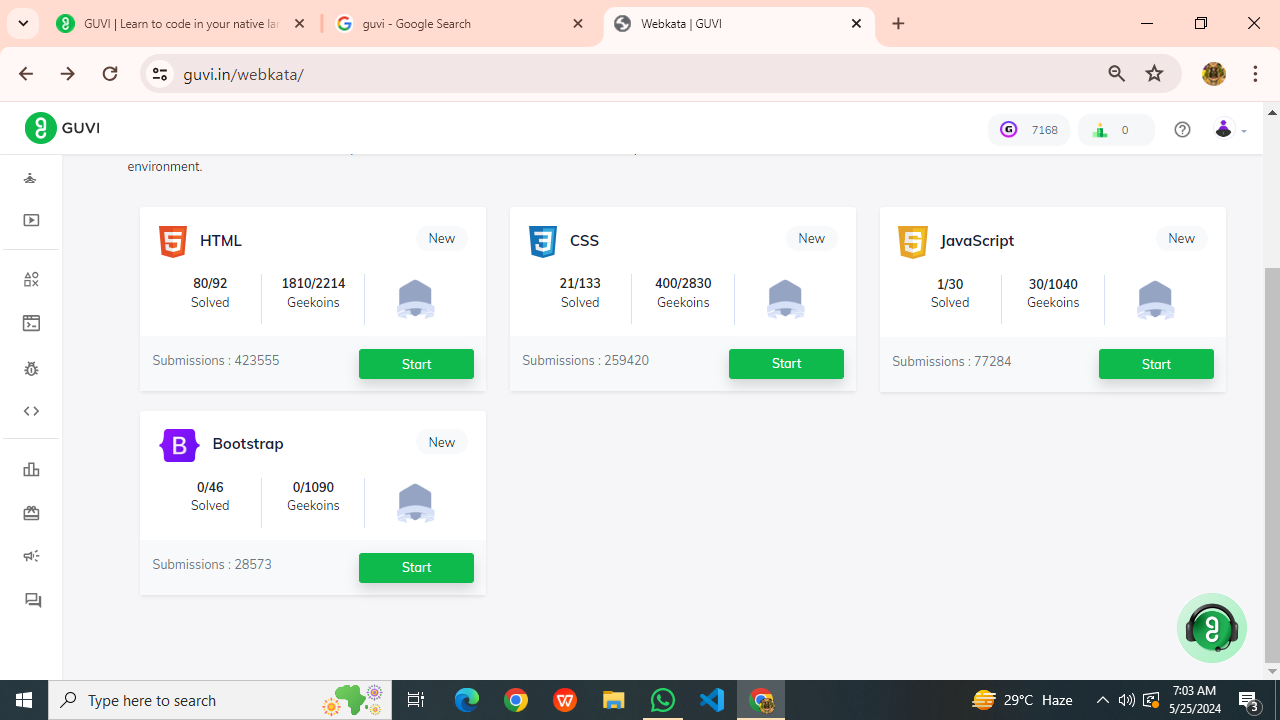 GUVI | Learn to code in your native lan
guvi - Google Search
Webkata | GUVI
guvi.in/webkata/
GUVI
7168
0
environment.
HTML
New
80/92
Solved
1810/2214
Geekoins
Submissions : 423555
Start
CSS
New
21/133
Solved
400/2830
Geekoins
Submissions : 259420
Start
JavaScript
New
1/30
Solved
30/1040
Geekoins
Submissions : 77284
Start
Bootstrap
New
0/46
Solved
0/1090
Geekoins
Submissions : 28573
Start
Type here to search
29°C Haze
7:03 AM
5/25/2024
3